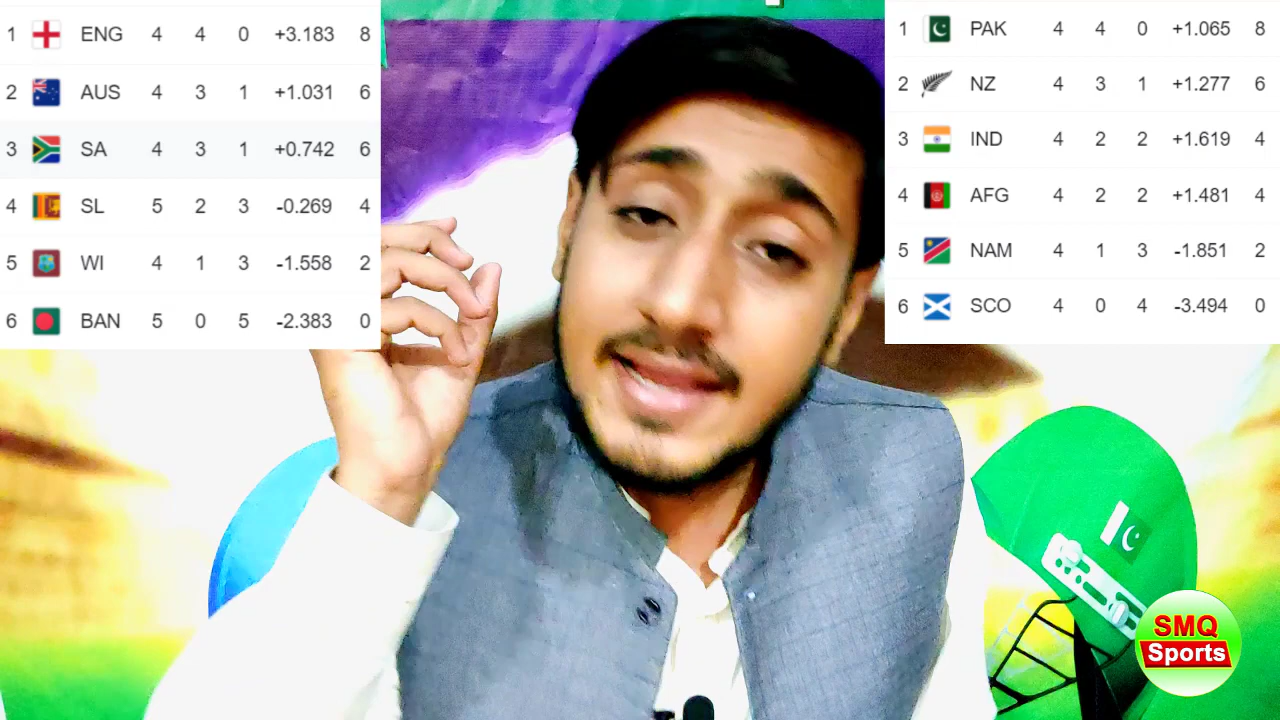 1 ENG 4 4 0 +3.183 8
2 AUS 4 3 1 +1.031 6
3 SA 4 3 1 +0.742 6
4 SL 5 2 3 -0.269 4
5 WI 4 1 3 -1.558 2
6 BAN 5 0 5 -2.383 0
1 PAK 4 4 0 +1.065 8
2 NZ 4 3 1 +1.277 6
3 IND 4 2 2 +1.619 4
4 AFG 4 2 2 +1.481 4
5 NAM 4 1 3 -1.851 2
6 SCO 4 0 4 -3.494 0
SMQ
Sports